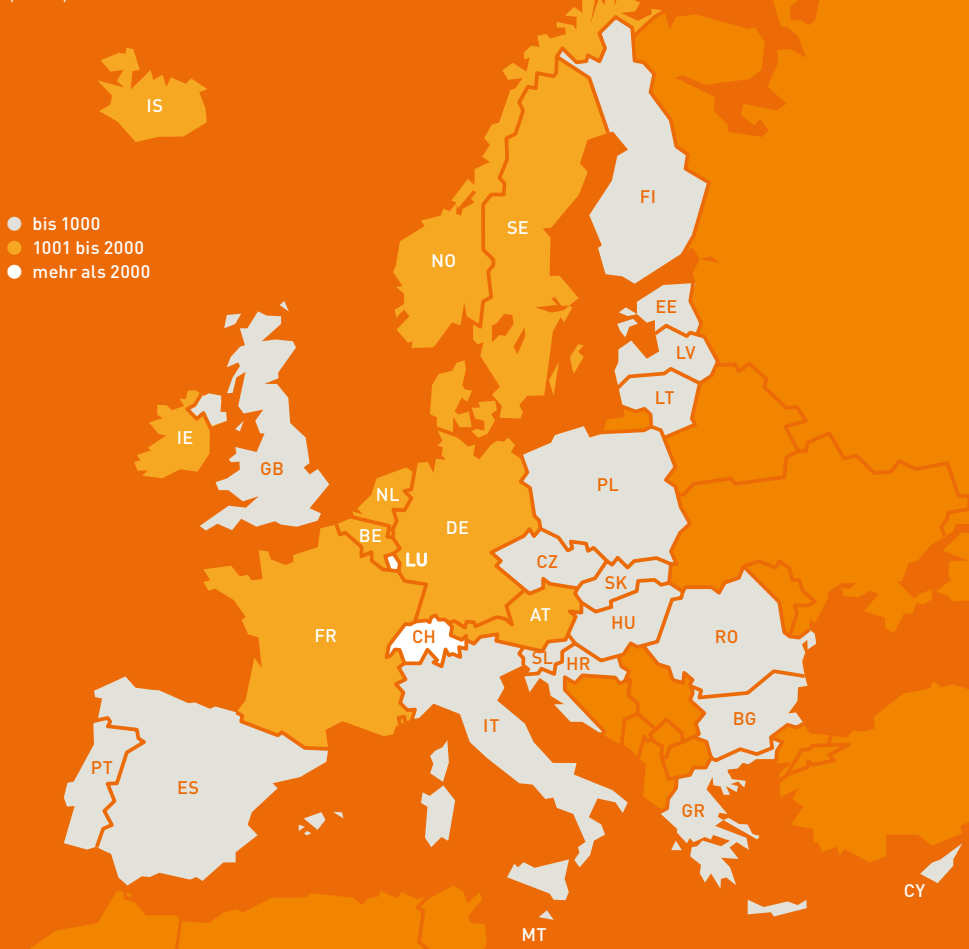 IS
FI
bis 1000
1001 bis 2000
mehr als 2000
SE
NO
EE
LV
LT
IE
GB
NL
PL
BE
DE
LU
CZ
SK
AT
HU
FR
CH
RO
SL
HR
BG
IT
PT
ES
GR
CY
MT